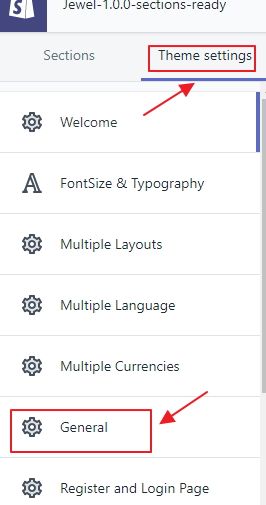 Jewel-1.0.0-sections-ready
Sections Theme settings
Welcome
FontSize & Typography
Multiple Layouts
Multiple Language
Multiple Currencies
General
Register and Login Page